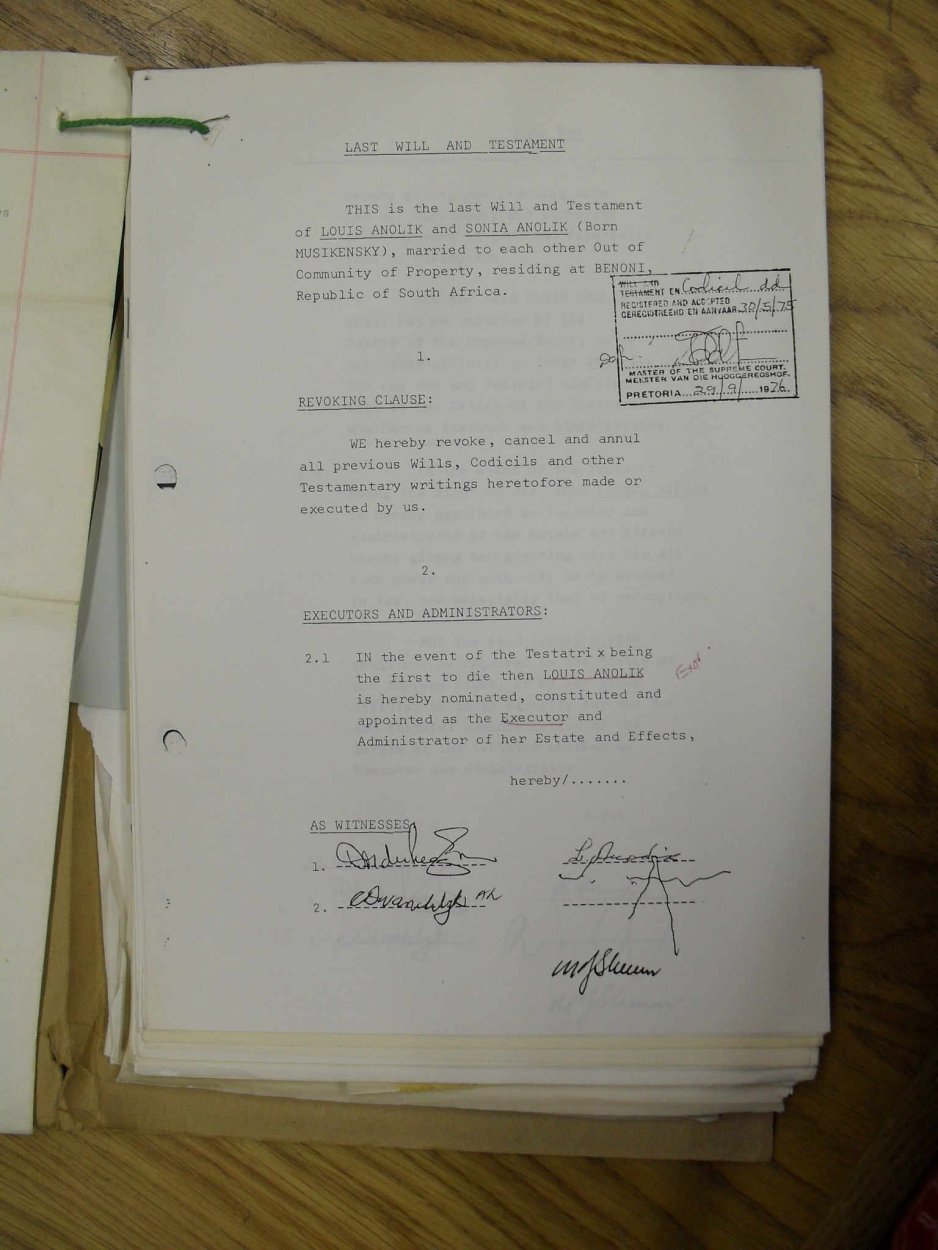 LAST WILL AND TESTAMENT
THIS is the last Will and Testament
of LOUIS ANOLIK and SONIA ANOLIK (Born
MUSIKENSKY), married to each other Out of
Community of Property, residing at BENONI,
Republic of South Africa.
WILL AND
TESTAMENT EN Codicil dd
REGISTERED AND ACCEPTED
GEREGISTREERD EN AANVAAR 30/5/75
MASTER OF THE SUPREME COURT.
MEESTER VAN DIE HOOGGEREGSHOF.
PRETORIA...29/9/....1976.
1.
REVOKING CLAUSE:
WE hereby revoke, cancel and annul
all previous Wills, Codicils and other
Testamentary writings heretofore made or
executed by us.
2.
EXECUTORS AND ADMINISTRATORS:
2.1 IN the event of the Testatri x being
the first to die then LOUIS ANOLIK
is hereby nominated, constituted and
appointed as the Executor and
Administrator of her Estate and Effects,
hereby/.......
AS WITNESSES
1.
2.